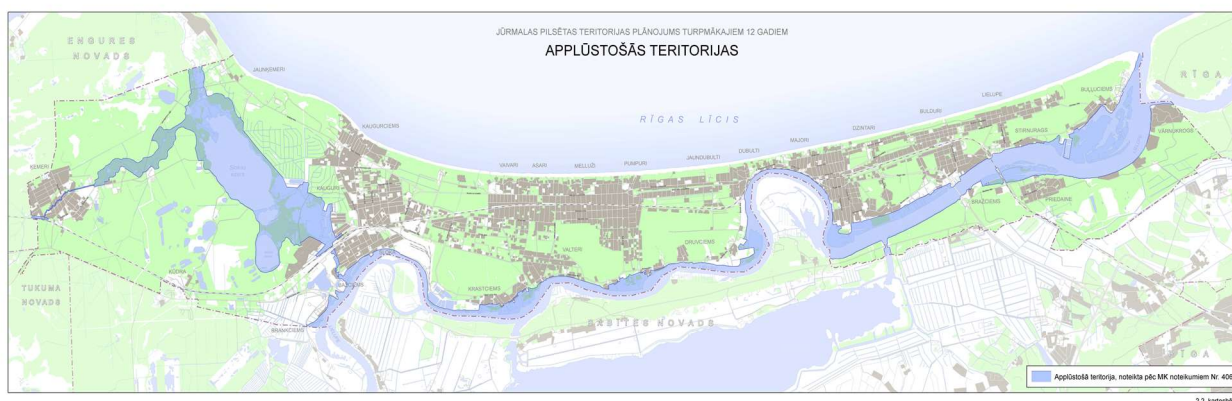 JŪRMALAS PILSĒTAS TERITORIJAS PLĀNOJUMS TURPMĀKAJIEM 12 GADIEM
APPLŪSTOŠĀS TERITORIJAS
ENGURES
NOVADS
JAUNĶEMERI
RĪGA
BUĻĻUCIEMS
LIELUPE
BULDURI
DZINTARI
MAJORI
DUBULTI
JAUNDUBULTI
PUMPURI
MELLUŽI
ASARI
VAIVARI
RĪGAS LĪCIS
KAUGURCIEMS
STIRNURAGS
VĀRNUKROGS
ĶEMERI
KAUGURI
BRAŽCIEMS
PRIEDAINE
VALTERI
DRUVCIEMS
KŪDRA
SLOKA
KRASTCIEMS
TUKUMA
NOVADS
BABĪTES NOVADS
RĪGA
Applūstošā teritorija, noteikta pēc MK noteikumiem Nr. 406